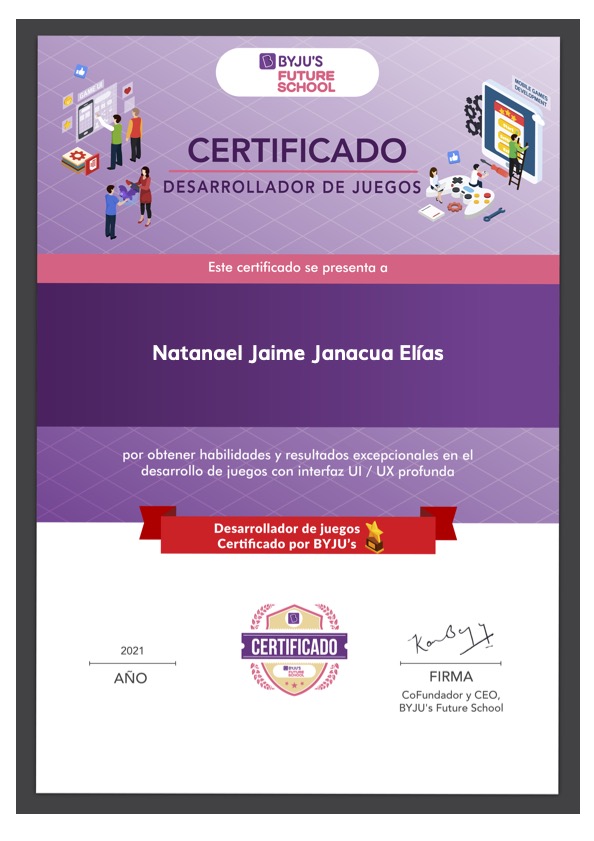 BYJU'S
FUTURE
SCHOOL
GAME UI
MOBILE GAMES
DEVELOPMENT
CERTIFICADO
DESARROLLADOR DE JUEGOS
Este certificado se presenta a
Natanael Jaime Janacua Elías
por obtener habilidades y resultados excepcionales en el
desarrollo de juegos con interfaz UI / UX profunda
Desarrollador de juegos
Certificado por BYJU's
2021
AÑO
CERTIFICADO
BYJU'S
FUTURE
SCHOOL
FIRMA
CoFundador y CEO,
BYJU's Future School